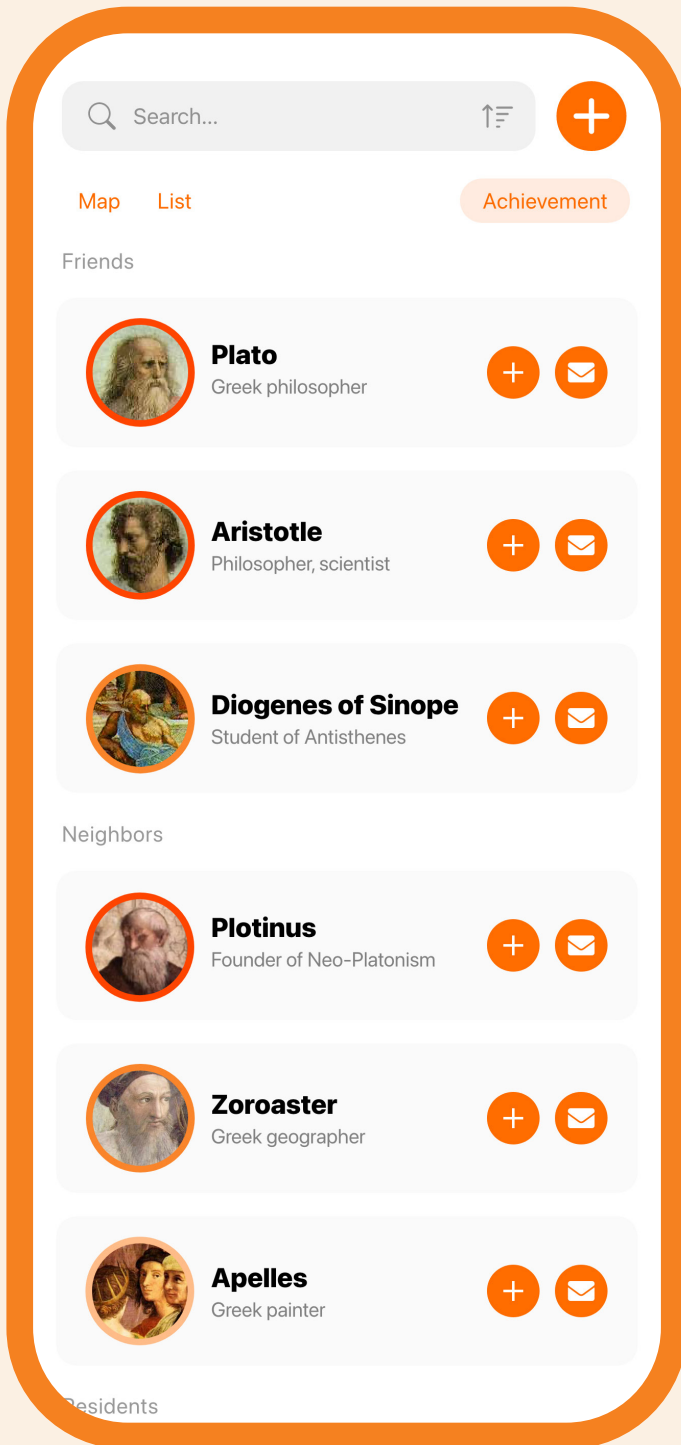 Search...
Map List Achievement
Friends
Plato
Greek philosopher
Aristotle
Philosopher, scientist
Diogenes of Sinope
Student of Antisthenes
Neighbors
Plotinus
Founder of Neo-Platonism
Zoroaster
Greek geographer
Apelles
Greek painter
Residents